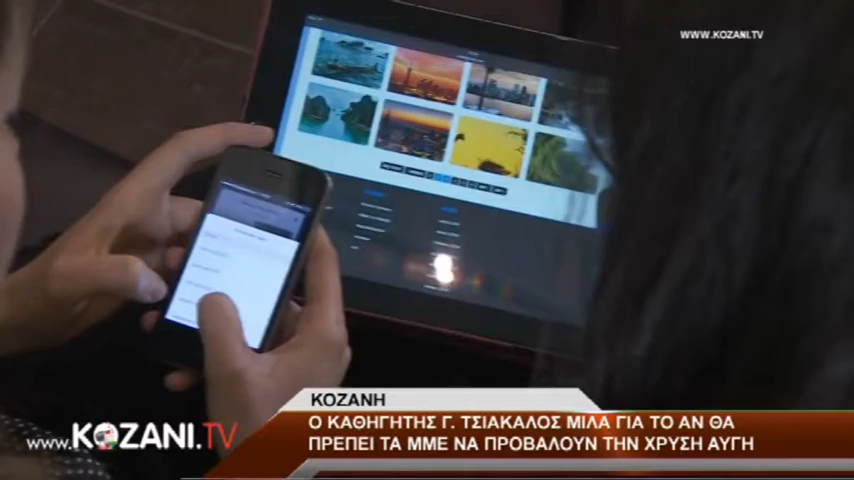 WWW.KOZANI.TV
ΚΟΖΑΝΗ
Ο ΚΑΘΗΓΗΤΗΣ Γ. ΤΣΙΑΚΑΛΟΣ ΜΙΛΑ ΓΙΑ ΤΟ ΑΝ ΘΑ
ΠΡΕΠΕΙ ΤΑ ΜΜΕ ΝΑ ΠΡΟΒΑΛΟΥΝ ΤΗΝ ΧΡΥΣΗ ΑΥΓΗ
www.KOZANI.TV